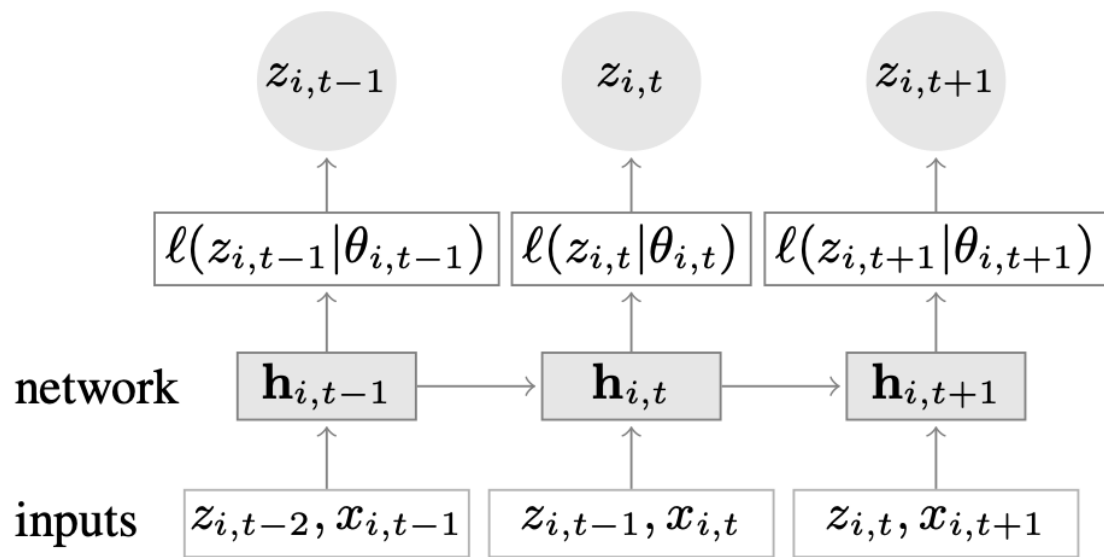 z_{i,t−1} z_{i,t} z_{i,t+1}
ℓ(z_{i,t−1}|θ_{i,t−1}) ℓ(z_{i,t}|θ_{i,t}) ℓ(z_{i,t+1}|θ_{i,t+1})
network h_{i,t−1} h_{i,t} h_{i,t+1}
inputs z_{i,t−2}, x_{i,t−1} z_{i,t−1}, x_{i,t} z_{i,t}, x_{i,t+1}